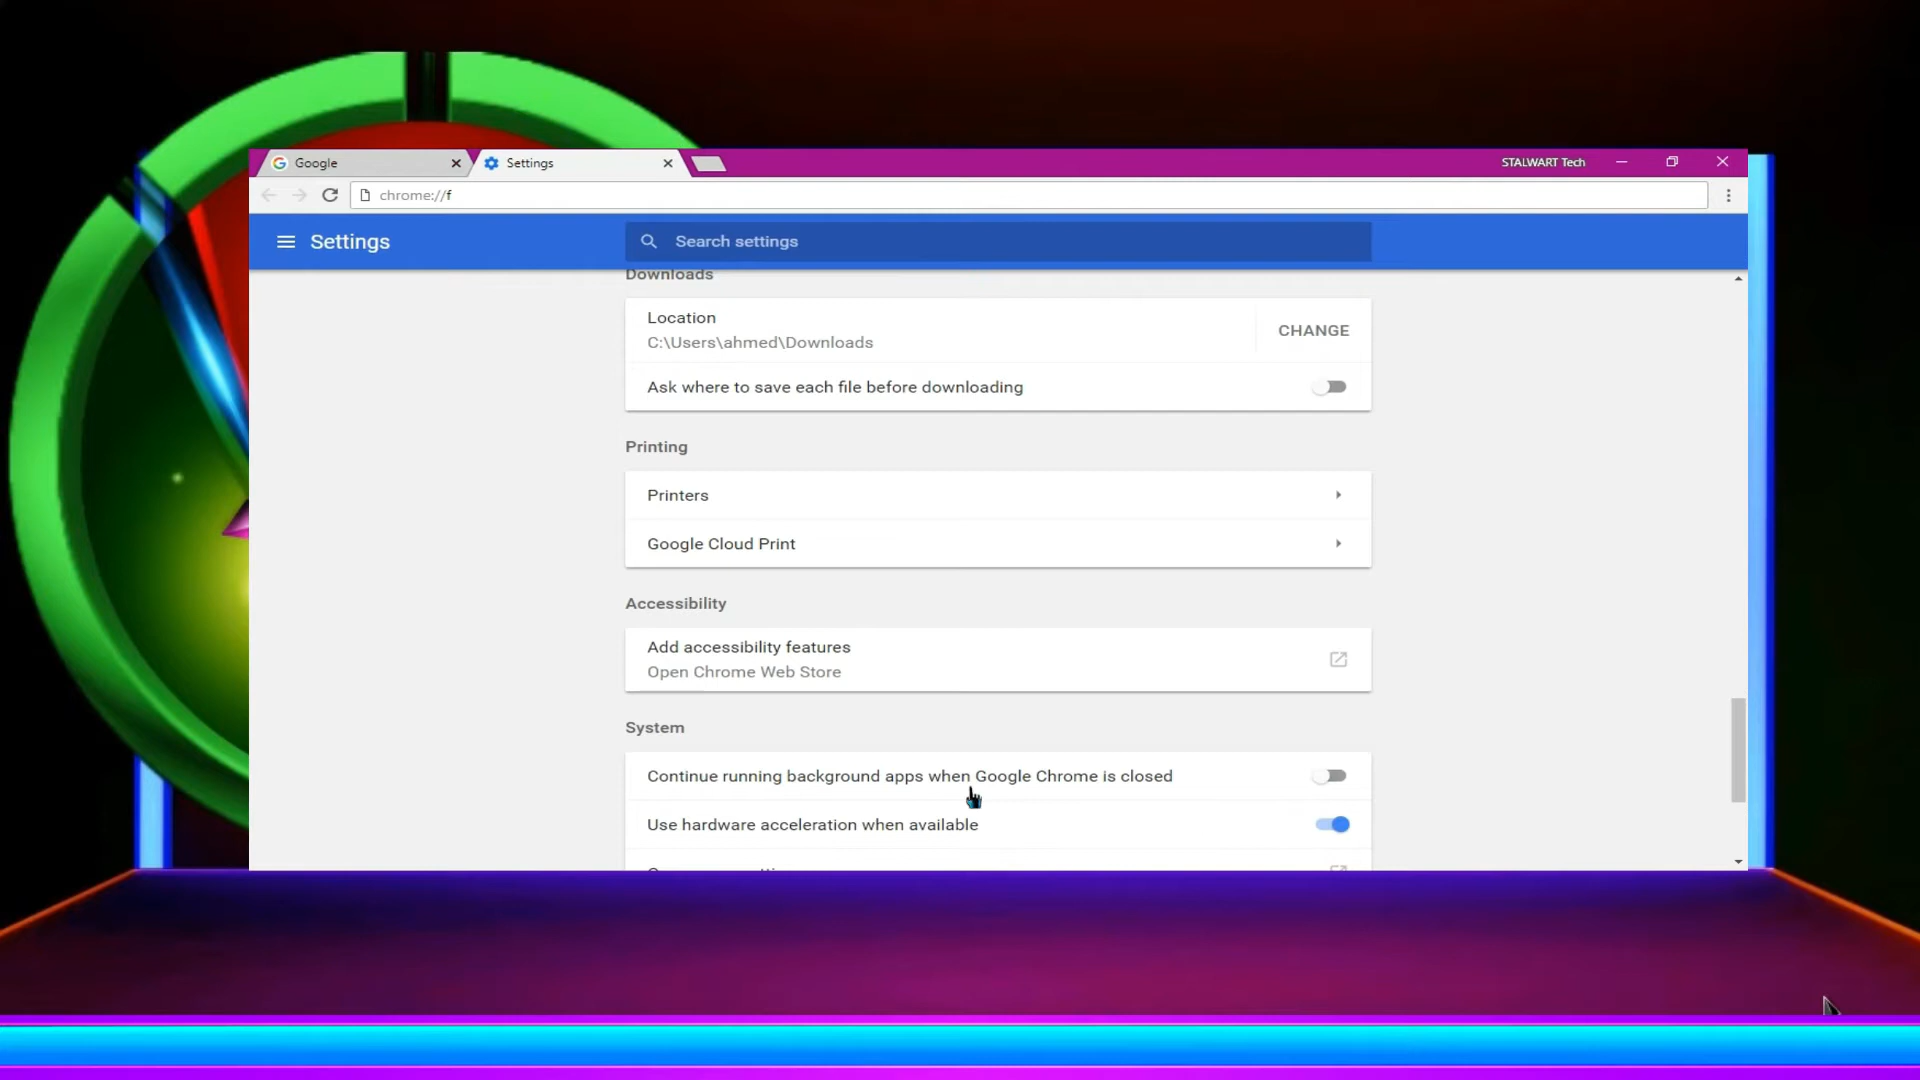 Google
Settings
STALWART Tech
chrome://f
Settings
Search settings
Downloads
Location
C:\Users\ahmed\Downloads
CHANGE
Ask where to save each file before downloading
Printing
Printers
Google Cloud Print
Accessibility
Add accessibility features
Open Chrome Web Store
System
Continue running background apps when Google Chrome is closed
Use hardware acceleration when available